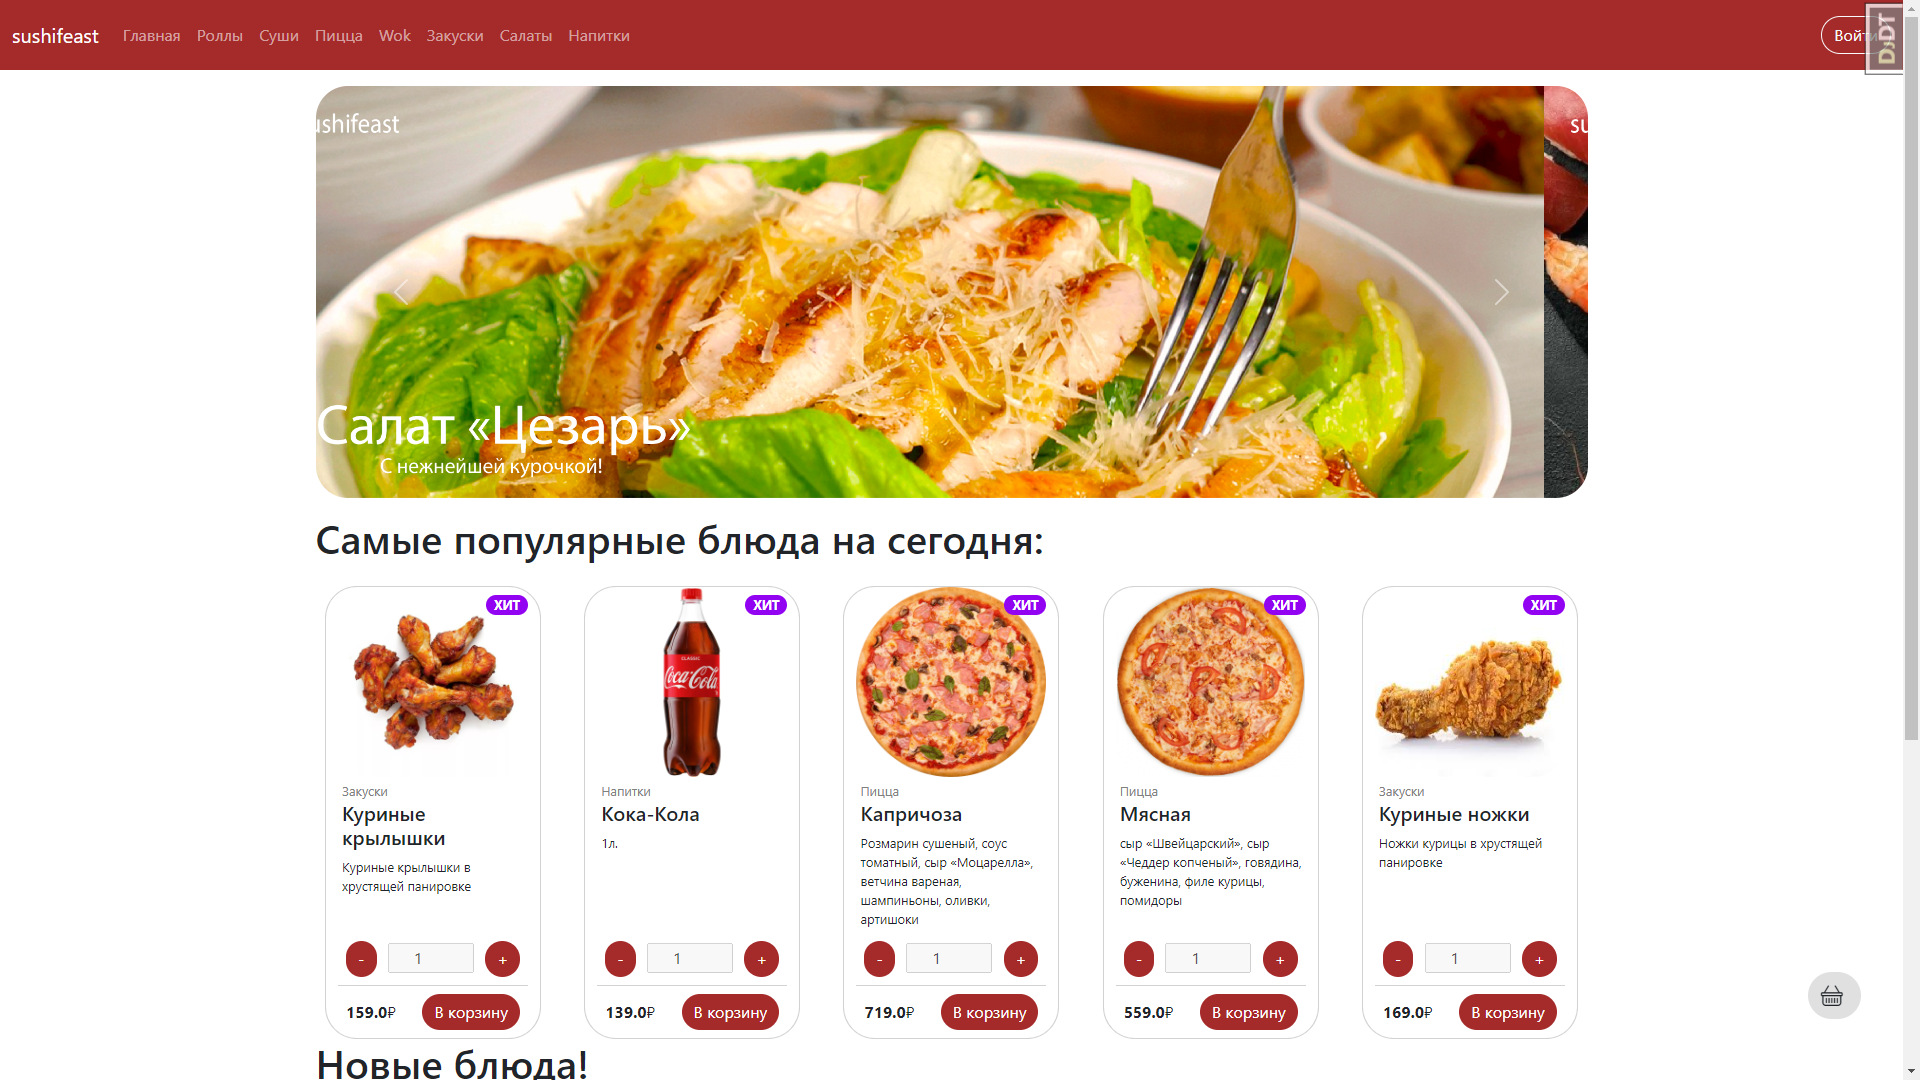 sushifeast Главная Роллы Суши Пицца Wok Закуски Салаты Напитки Войти
DjDT
ushifeast
su
Салат «Цезарь»
С нежнейшей курочкой!
Самые популярные блюда на сегодня:
ХИТ
Закуски
Куриные
крылышки
Куриные крылышки в
хрустящей панировке
- 1 +
159.0₽ В корзину
ХИТ
CLASSIC
Coca-Cola
Напитки
Кока-Кола
1л.
- 1 +
139.0₽ В корзину
ХИТ
Пицца
Капричоза
Розмарин сушеный, соус
томатный, сыр «Моцарелла»,
ветчина вареная,
шампиньоны, оливки,
артишоки
- 1 +
719.0₽ В корзину
ХИТ
Пицца
Мясная
сыр «Швейцарский», сыр
«Чеддер копченый», говядина,
буженина, филе курицы,
помидоры
- 1 +
559.0₽ В корзину
ХИТ
Закуски
Куриные ножки
Ножки курицы в хрустящей
панировке
- 1 +
169.0₽ В корзину
Новые блюда!